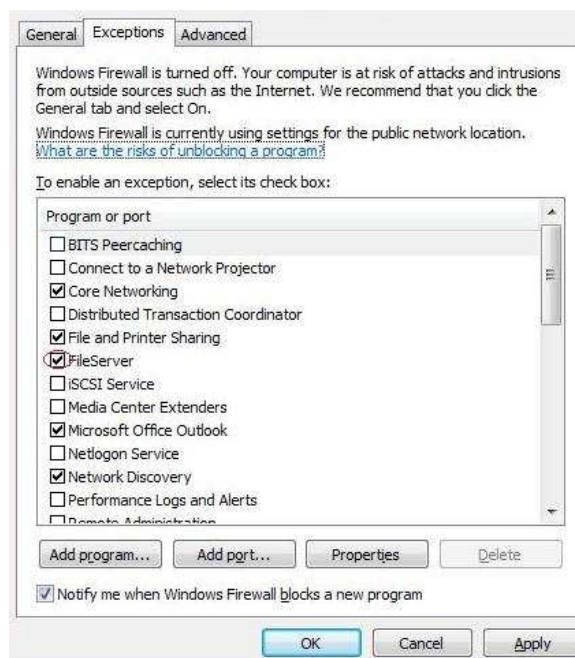 General Exceptions Advanced
Windows Firewall is turned off. Your computer is at risk of attacks and intrusions
from outside sources such as the Internet. We recommend that you click the
General tab and select On.
Windows Firewall is currently using settings for the public network location.
What are the risks of unblocking a program?
To enable an exception, select its check box:
Program or port
BITS Peercaching
Connect to a Network Projector
Core Networking
Distributed Transaction Coordinator
File and Printer Sharing
FileServer
iSCSI Service
Media Center Extenders
Microsoft Office Outlook
Netlogon Service
Network Discovery
Performance Logs and Alerts
Remote Administration
Add program... Add port... Properties Delete
Notify me when Windows Firewall blocks a new program
OK Cancel Apply